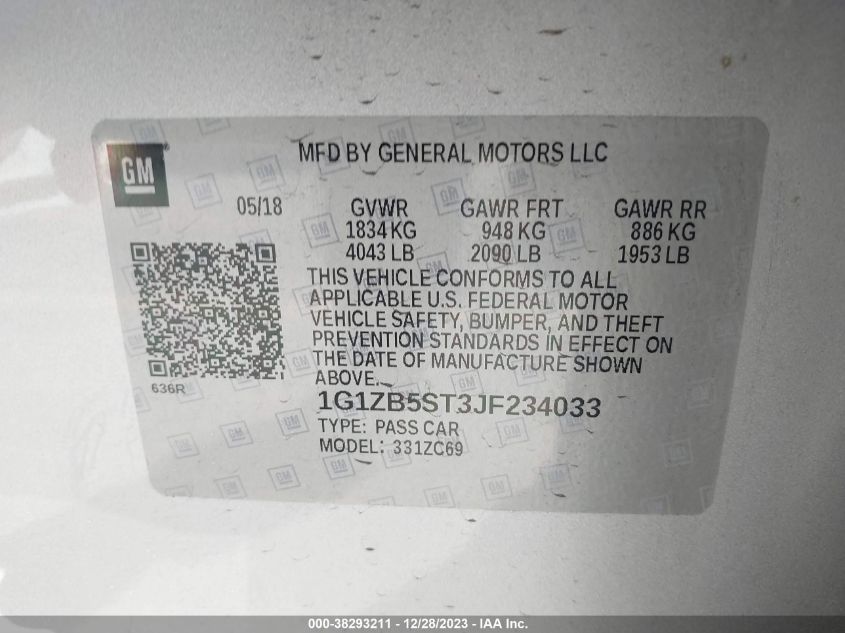 GM
MFD BY GENERAL MOTORS LLC
05/18 GVWR GAWR FRT GAWR RR
1834 KG 948 KG 886 KG
4043 LB 2090 LB 1953 LB
THIS VEHICLE CONFORMS TO ALL
APPLICABLE U.S. FEDERAL MOTOR
VEHICLE SAFETY, BUMPER, AND THEFT
PREVENTION STANDARDS IN EFFECT ON
THE DATE OF MANUFACTURE SHOWN
ABOVE.
636R
1G1ZB5ST3JF234033
TYPE: PASS CAR
MODEL: 331ZC69
000-38293211 - 12/28/2023 - IAA Inc.